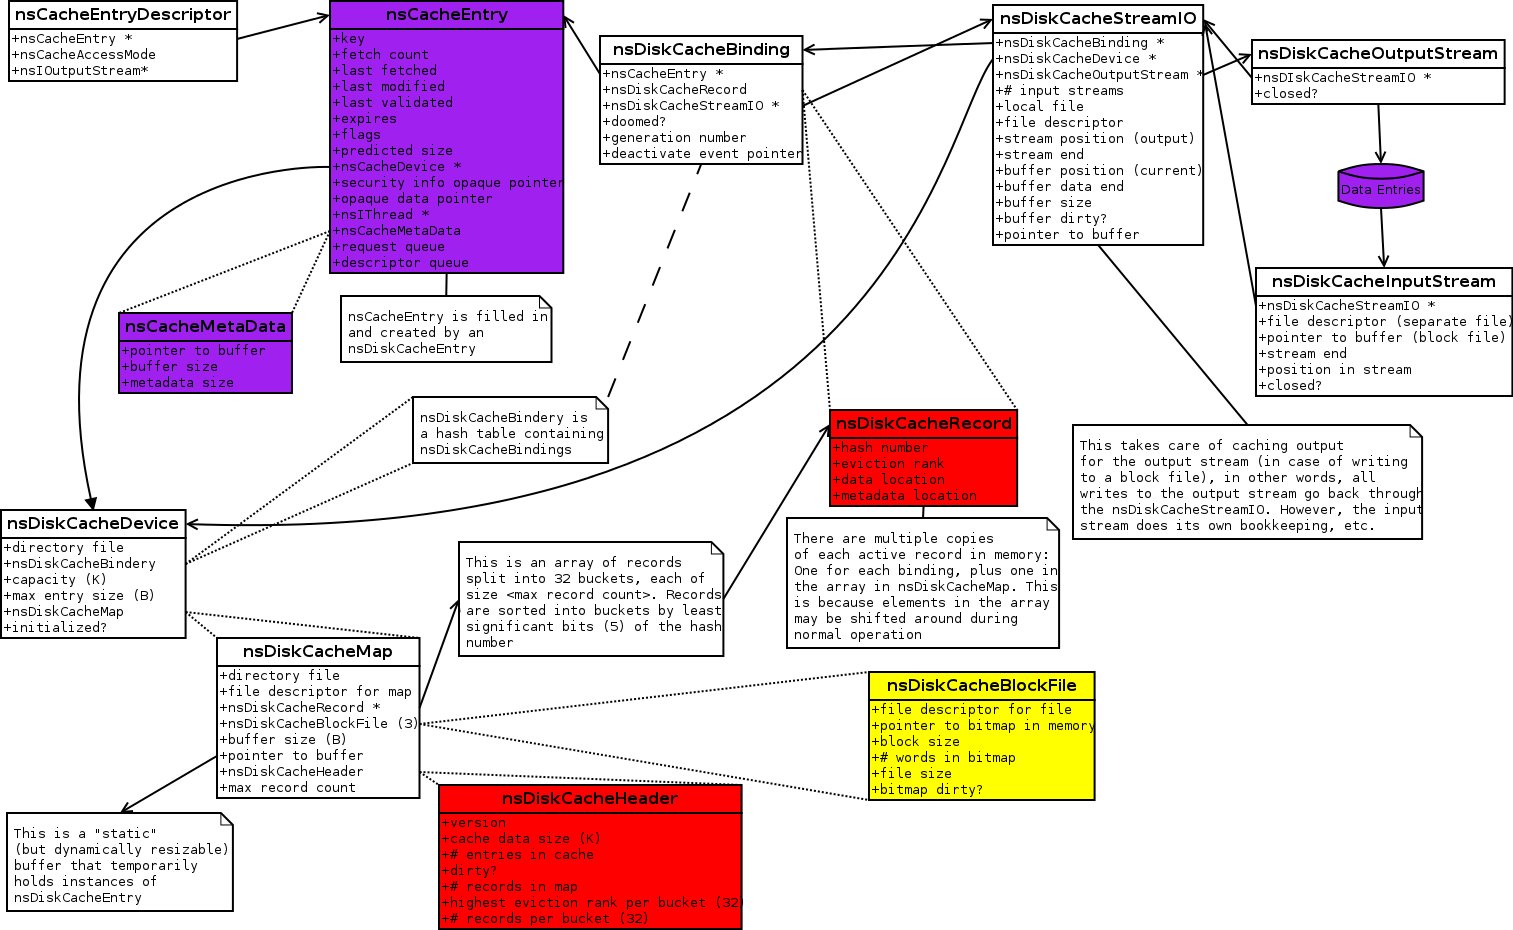 nsCacheEntryDescriptor
+nsCacheEntry *
+nsCacheAccessMode
+nsIOutputStream*
nsCacheEntry
+key
+fetch count
+last fetched
+last modified
+last validated
+expires
+flags
+predicted size
+nsCacheDevice *
+security info opaque pointer
+opaque data pointer
+nsIThread *
+nsCacheMetaData
+request queue
+descriptor queue
nsDiskCacheBinding
+nsCacheEntry *
+nsDiskCacheRecord
+nsDiskCacheStreamIO *
+doomed?
+generation number
+deactivate event pointer
nsDiskCacheStreamIO
+nsDiskCacheBinding *
+nsDiskCacheDevice *
+nsDiskCacheOutputStream *
+# input streams
+local file
+file descriptor
+stream position (output)
+stream end
+buffer position (current)
+buffer data end
+buffer size
+buffer dirty?
+pointer to buffer
nsDiskCacheOutputStream
+nsDIskCacheStreamIO *
+closed?
Data Entries
nsDiskCacheInputStream
+nsDiskCacheStreamIO *
+file descriptor (separate file)
+pointer to buffer (block file)
+stream end
+position in stream
+closed?
nsCacheMetaData
+pointer to buffer
+buffer size
+metadata size
nsCacheEntry is filled in
and created by an
nsDiskCacheEntry
nsDiskCacheBindery is
a hash table containing
nsDiskCacheBindings
nsDiskCacheRecord
+hash number
+eviction rank
+data location
+metadata location
This takes care of caching output
for the output stream (in case of writing
to a block file), in other words, all
writes to the output stream go back through
the nsDiskCacheStreamIO. However, the input
stream does its own bookkeeping, etc.
nsDiskCacheDevice
+directory file
+nsDiskCacheBindery
+capacity (K)
+max entry size (B)
+nsDiskCacheMap
+initialized?
This is an array of records
split into 32 buckets, each of
size <max record count>. Records
are sorted into buckets by least
significant bits (5) of the hash
number
There are multiple copies
of each active record in memory:
One for each binding, plus one in
the array in nsDiskCacheMap. This
is because elements in the array
may be shifted around during
normal operation
nsDiskCacheMap
+directory file
+file descriptor for map
+nsDiskCacheRecord *
+nsDiskCacheBlockFile (3)
+buffer size (B)
+pointer to buffer
+nsDiskCacheHeader
+max record count
nsDiskCacheBlockFile
+file descriptor for file
+pointer to bitmap in memory
+block size
+# words in bitmap
+file size
+bitmap dirty?
This is a "static"
(but dynamically resizable)
buffer that temporarily
holds instances of
nsDiskCacheEntry
nsDiskCacheHeader
+version
+cache data size (K)
+# entries in cache
+dirty?
+# records in map
+highest eviction rank per bucket (32)
+# records per bucket (32)